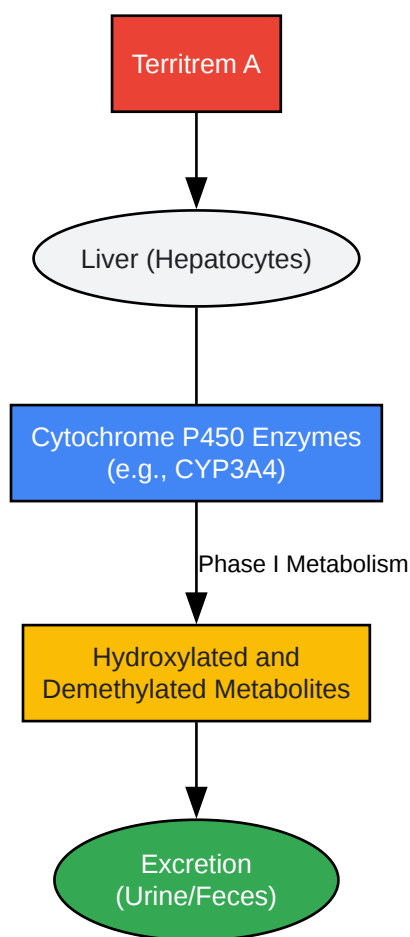 Territrem A
Liver (Hepatocytes)
Cytochrome P450 Enzymes
(e.g., CYP3A4)
Phase I Metabolism
Hydroxylated and
Demethylated Metabolites
Excretion
(Urine/Feces)